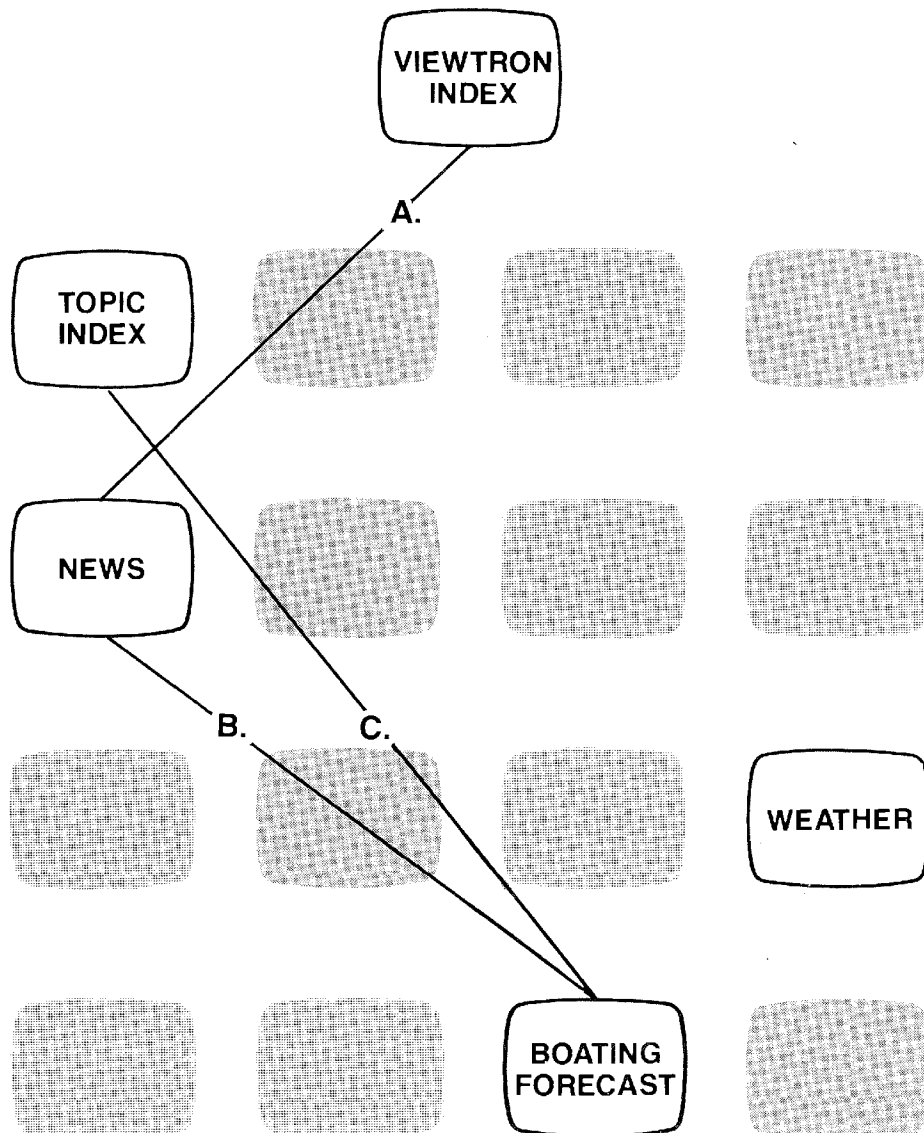 VIEWTRON
INDEX
A.
TOPIC
INDEX
NEWS
B.
C.
WEATHER
BOATING
FORECAST